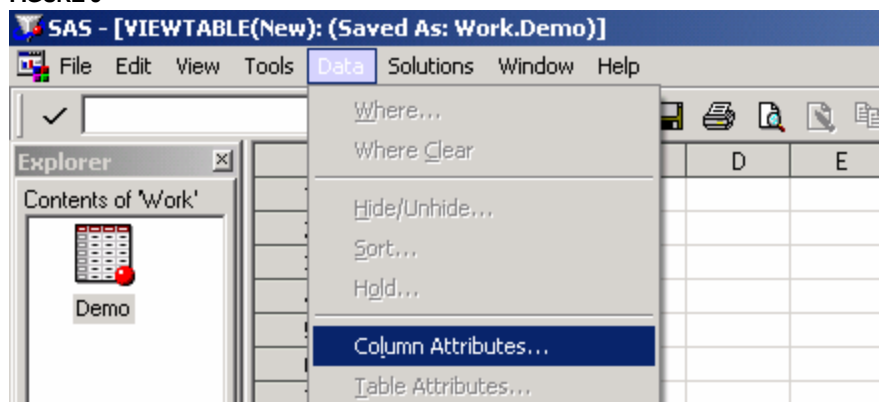 SAS - [VIEWTABLE(New): (Saved As: Work.Demo)]
File Edit View Tools Data Solutions Window Help
Where...
Where Clear
Explorer
D E
Contents of 'Work'
Hide/Unhide...
Sort...
Hold...
Demo
Column Attributes...
Table Attributes...